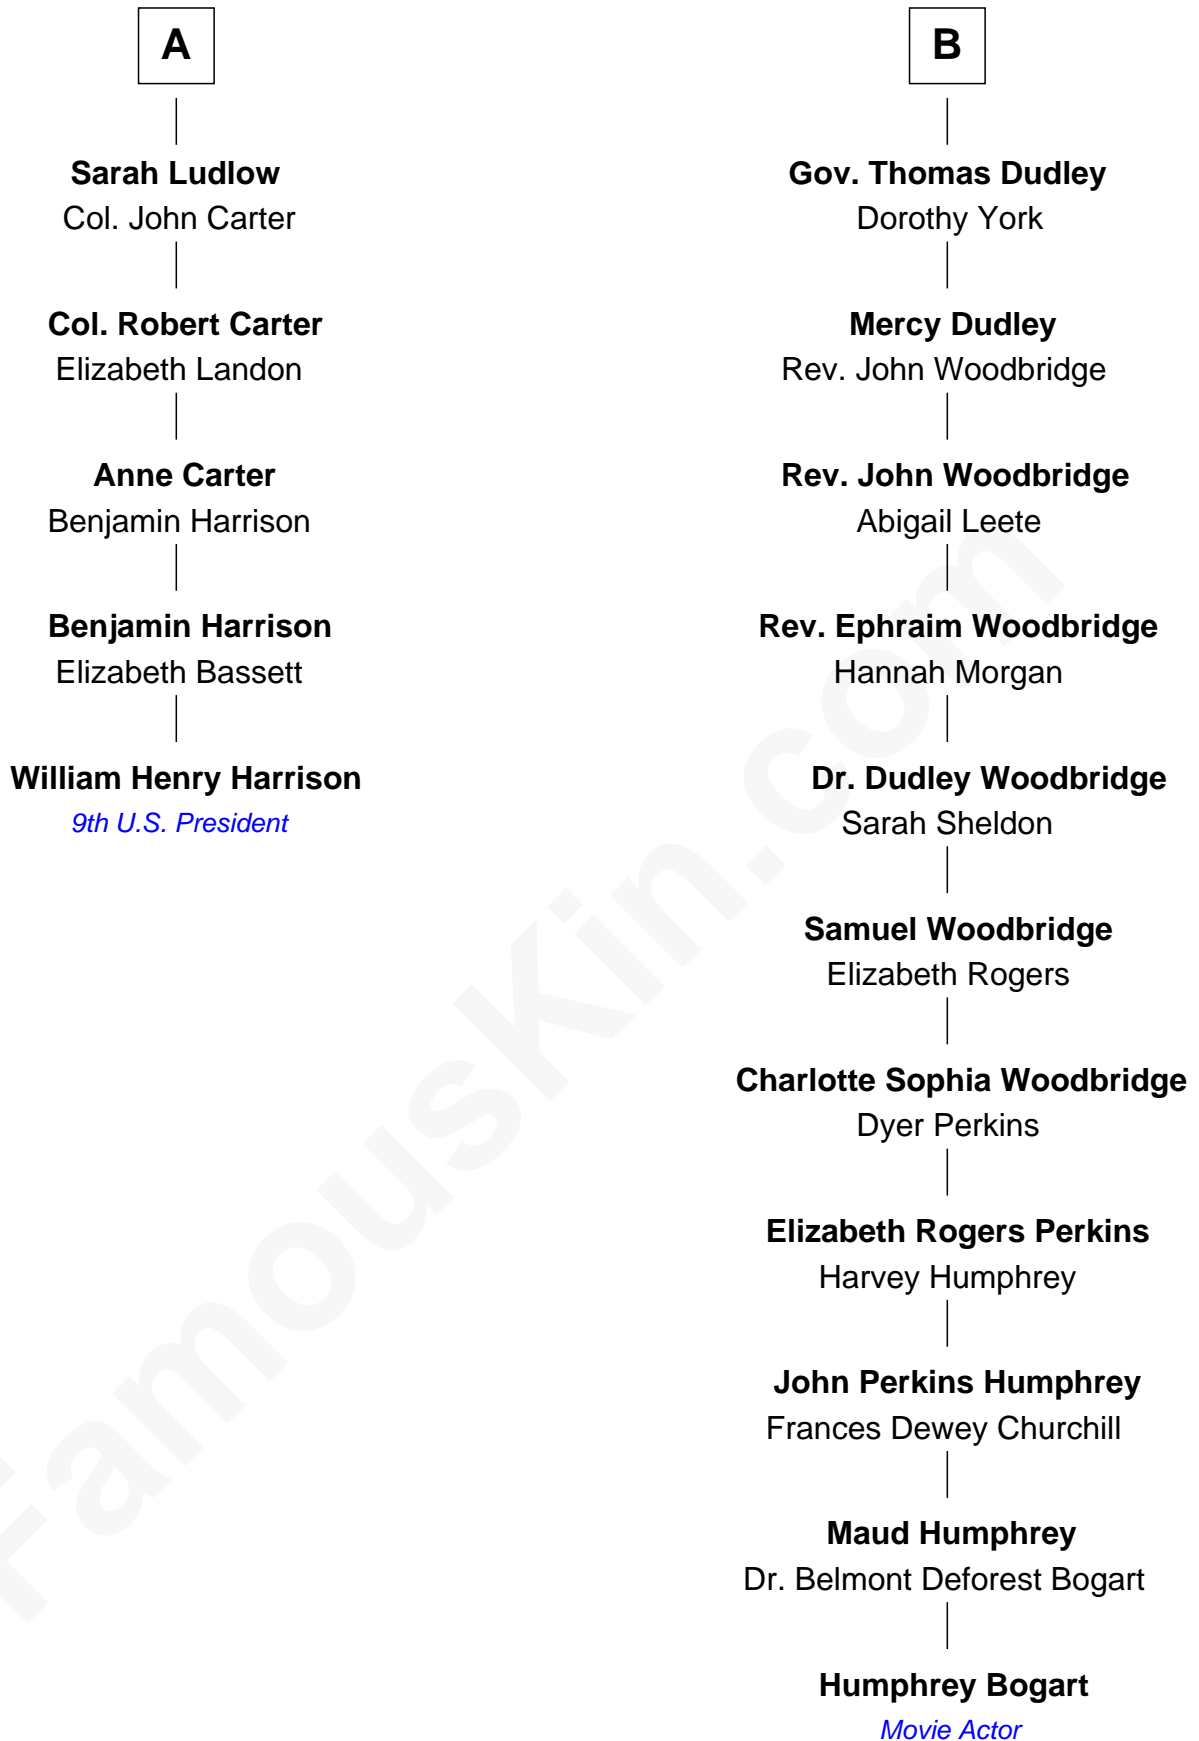 A
Sarah Ludlow
Col. John Carter
Col. Robert Carter
Elizabeth Landon
Anne Carter
Benjamin Harrison
Benjamin Harrison
Elizabeth Bassett
William Henry Harrison
9th U.S. President
B
Gov. Thomas Dudley
Dorothy York
Mercy Dudley
Rev. John Woodbridge
Rev. John Woodbridge
Abigail Leete
Rev. Ephraim Woodbridge
Hannah Morgan
Dr. Dudley Woodbridge
Sarah Sheldon
Samuel Woodbridge
Elizabeth Rogers
Charlotte Sophia Woodbridge
Dyer Perkins
Elizabeth Rogers Perkins
Harvey Humphrey
John Perkins Humphrey
Frances Dewey Churchill
Maud Humphrey
Dr. Belmont Deforest Bogart
Humphrey Bogart
Movie Actor
FamousKin.com